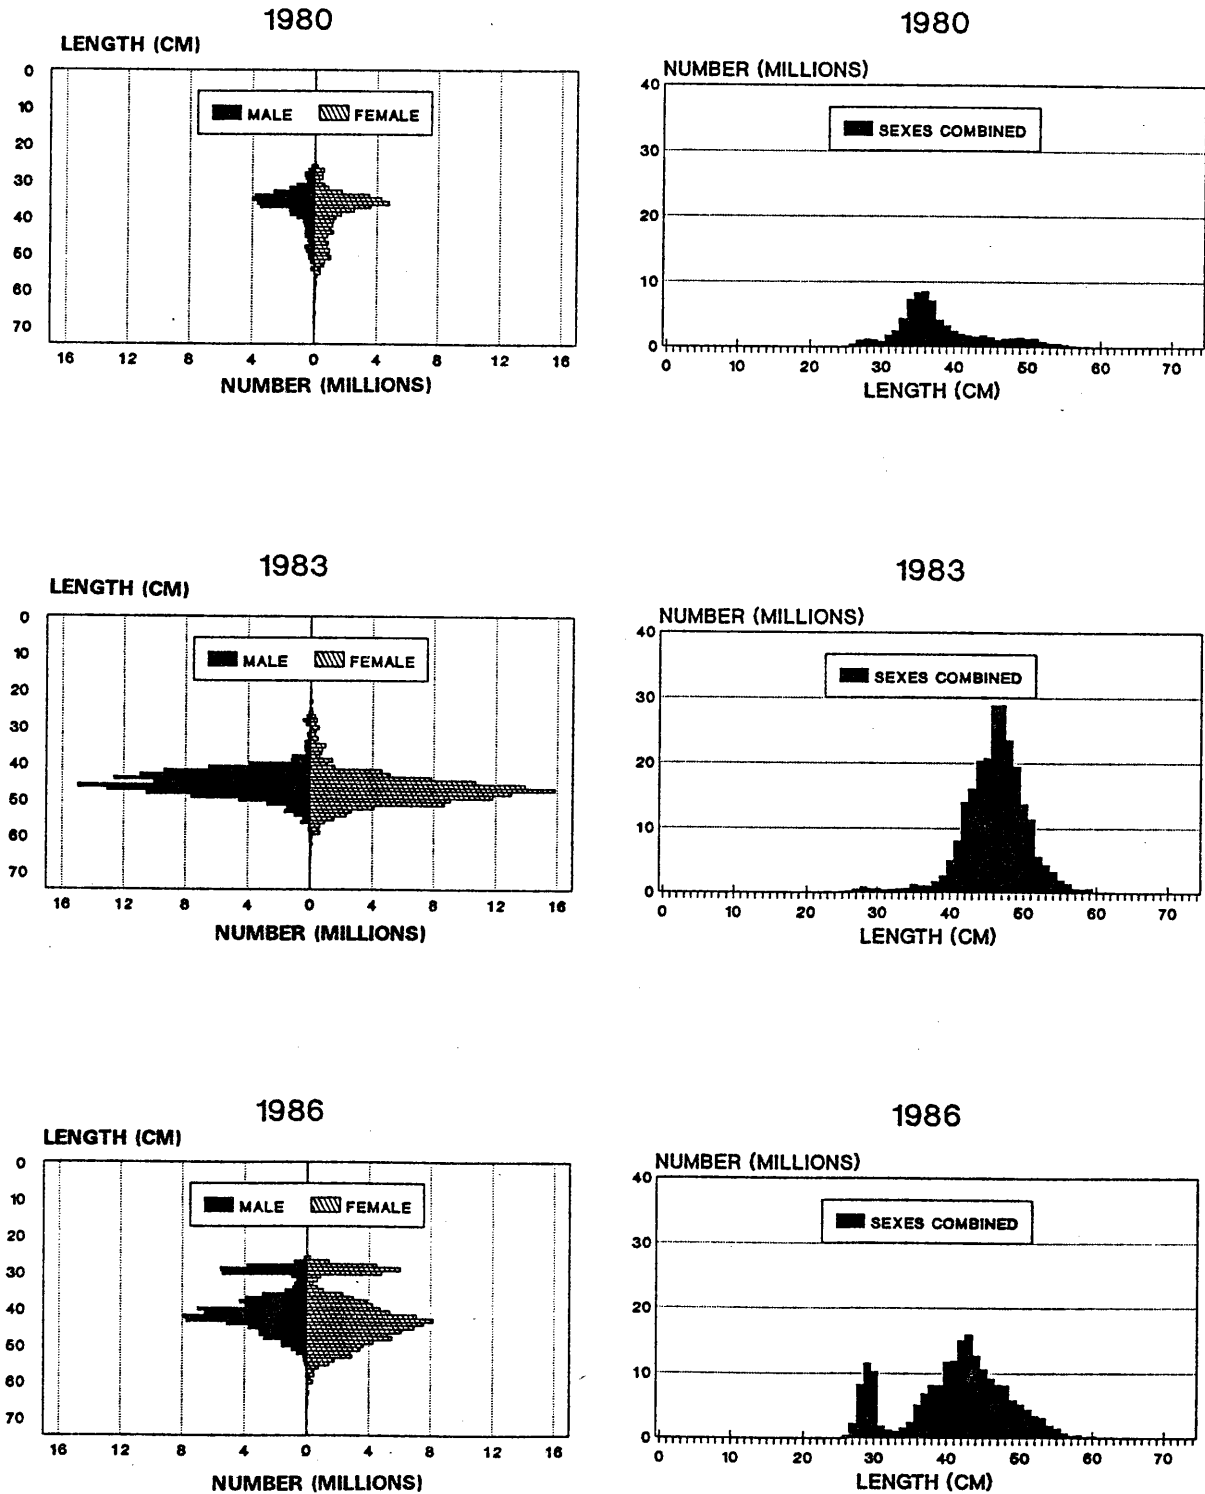 1980
LENGTH (CM)
0
10
20
30
40
50
60
70
MALE FEMALE
16 12 8 4 0 4 8 12 16
NUMBER (MILLIONS)
1980
NUMBER (MILLIONS)
40
30
20
10
0
SEXES COMBINED
0 10 20 30 40 50 60 70
LENGTH (CM)
1983
LENGTH (CM)
0
10
20
30
40
50
60
70
MALE FEMALE
16 12 8 4 0 4 8 12 16
NUMBER (MILLIONS)
1983
NUMBER (MILLIONS)
40
30
20
10
0
SEXES COMBINED
0 10 20 30 40 50 60 70
LENGTH (CM)
1986
LENGTH (CM)
0
10
20
30
40
50
60
70
MALE FEMALE
16 12 8 4 0 4 8 12 16
NUMBER (MILLIONS)
1986
NUMBER (MILLIONS)
40
30
20
10
0
SEXES COMBINED
0 10 20 30 40 50 60 70
LENGTH (CM)